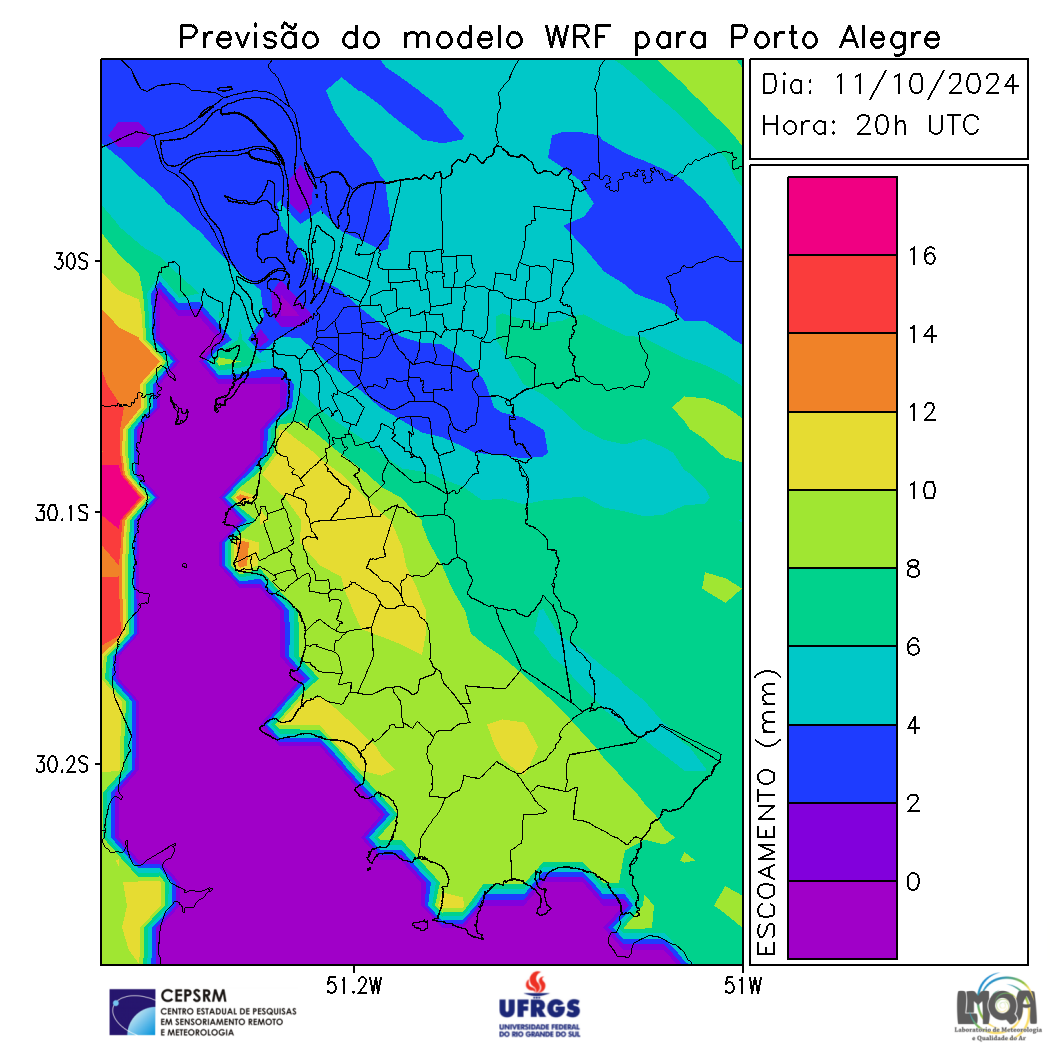 Previsão do modelo WRF para Porto Alegre
Dia: 11/10/2024
Hora: 20h UTC
30S
30.1S
30.2S
51.2W
51W
ESCOAMENTO (mm)
16
14
12
10
8
6
4
2
0
CEPSRM
CENTRO ESTADUAL DE PESQUISAS
EM SENSORIAMENTO REMOTO
E METEOROLOGIA
UFRGS
UNIVERSIDADE FEDERAL
DO RIO GRANDE DO SUL
LMQA
Laboratório de Meteorologia
e Qualidade do Ar